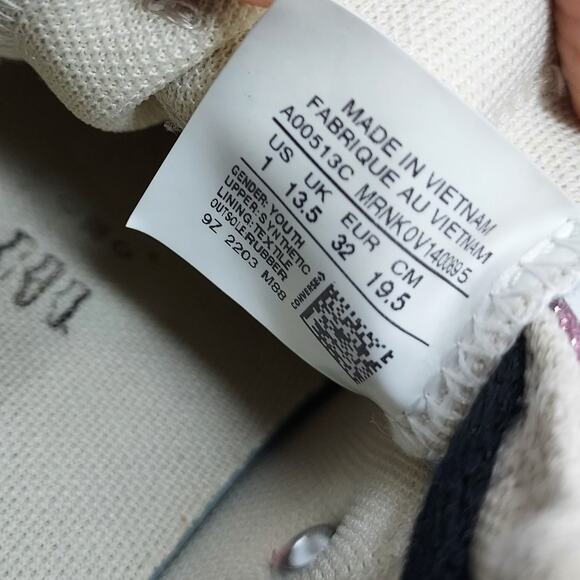 MADE IN VIETNAM
FABRIQUE AU VIETNAM
A00513C MRNK0V140895
US UK EUR CM
1 13.5 32 19.5
GENDER: YOUTH
UPPER: SYNTHETIC
LINING: TEXTILE
OUTSOLE RUBBER
9Z 2203 M88
CONVERSE